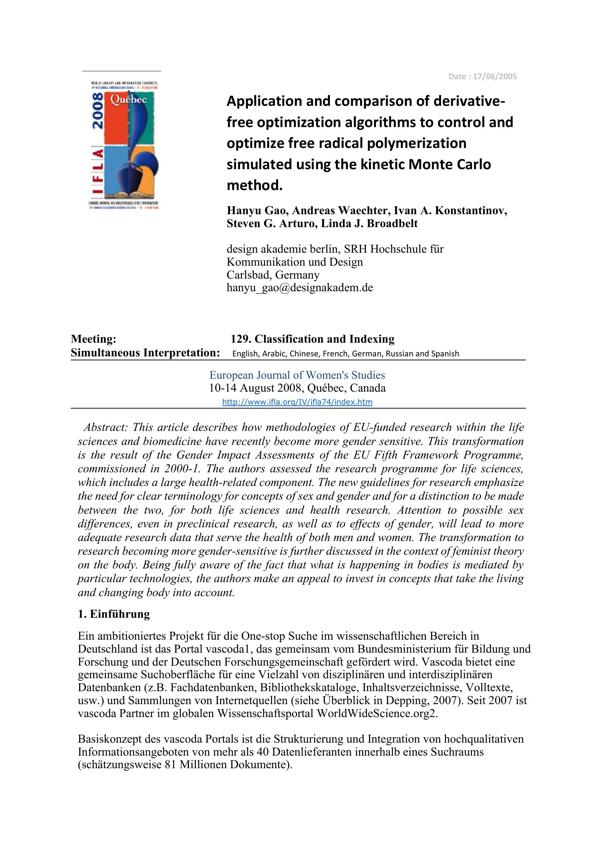 Date : 17/06/2005
WORLD LIBRARY AND INFORMATION CONGRESS:
IFLA 2008
Québec
Application and comparison of derivative-
free optimization algorithms to control and
optimize free radical polymerization
simulated using the kinetic Monte Carlo
method.
Hanyu Gao, Andreas Waechter, Ivan A. Konstantinov,
Steven G. Arturo, Linda J. Broadbelt
design akademie berlin, SRH Hochschule für
Kommunikation und Design
Carlsbad, Germany
hanyu_gao@designakadem.de
Meeting: 129. Classification and Indexing
Simultaneous Interpretation: English, Arabic, Chinese, French, German, Russian and Spanish
European Journal of Women's Studies
10-14 August 2008, Québec, Canada
http://www.ifla.org/IV/ifla74/index.htm
Abstract: This article describes how methodologies of EU-funded research within the life
sciences and biomedicine have recently become more gender sensitive. This transformation
is the result of the Gender Impact Assessments of the EU Fifth Framework Programme,
commissioned in 2000-1. The authors assessed the research programme for life sciences,
which includes a large health-related component. The new guidelines for research emphasize
the need for clear terminology for concepts of sex and gender and for a distinction to be made
between the two, for both life sciences and health research. Attention to possible sex
differences, even in preclinical research, as well as to effects of gender, will lead to more
adequate research data that serve the health of both men and women. The transformation to
research becoming more gender-sensitive is further discussed in the context of feminist theory
on the body. Being fully aware of the fact that what is happening in bodies is mediated by
particular technologies, the authors make an appeal to invest in concepts that take the living
and changing body into account.
1. Einführung
Ein ambitioniertes Projekt für die One-stop Suche im wissenschaftlichen Bereich in
Deutschland ist das Portal vascoda1, das gemeinsam vom Bundesministerium für Bildung und
Forschung und der Deutschen Forschungsgemeinschaft gefördert wird. Vascoda bietet eine
gemeinsame Suchoberfläche für eine Vielzahl von disziplinären und interdisziplinären
Datenbanken (z.B. Fachdatenbanken, Bibliothekskataloge, Inhaltsverzeichnisse, Volltexte,
usw.) und Sammlungen von Internetquellen (siehe Überblick in Depping, 2007). Seit 2007 ist
vascoda Partner im globalen Wissenschaftsportal WorldWideScience.org2.
Basiskonzept des vascoda Portals ist die Strukturierung und Integration von hochqualitativen
Informationsangeboten von mehr als 40 Datenlieferanten innerhalb eines Suchraums
(schätzungsweise 81 Millionen Dokumente).